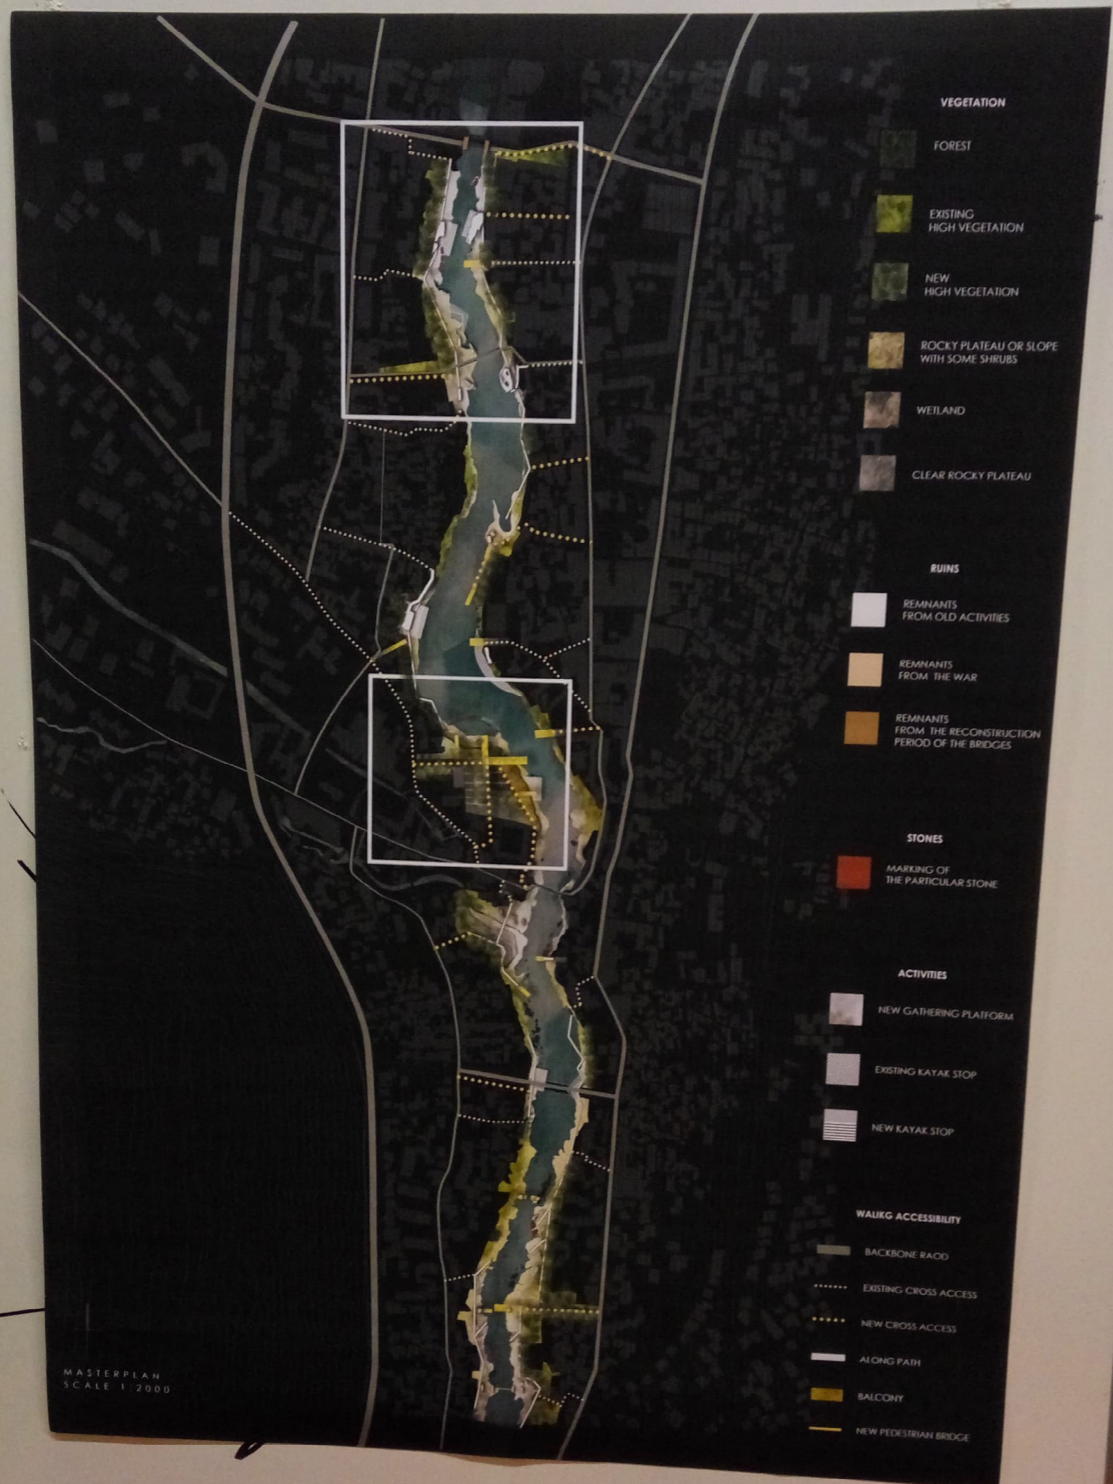 VEGETATION
FOREST
EXISTING
HIGH VEGETATION
NEW
HIGH VEGETATION
ROCKY PLATEAU OR SLOPE
WITH SOME SHRUBS
WETLAND
CLEAR ROCKY PLATEAU
RUINS
REMNANTS
FROM OLD ACTIVITIES
REMNANTS
FROM THE WAR
REMNANTS
FROM THE RECONSTRUCTION
PERIOD OF THE BRIDGES
STONES
MARKING OF
THE PARTICULAR STONE
ACTIVITIES
NEW GATHERING PLATFORM
EXISTING KAYAK STOP
NEW KAYAK STOP
WALIKG ACCESSIBILITY
BACKBONE RAOD
EXISTING CROSS ACCESS
NEW CROSS ACCESS
ALONG PATH
BALCONY
NEW PEDESTRIAN BRIDGE
MASTERPLAN
SCALE 1:2000